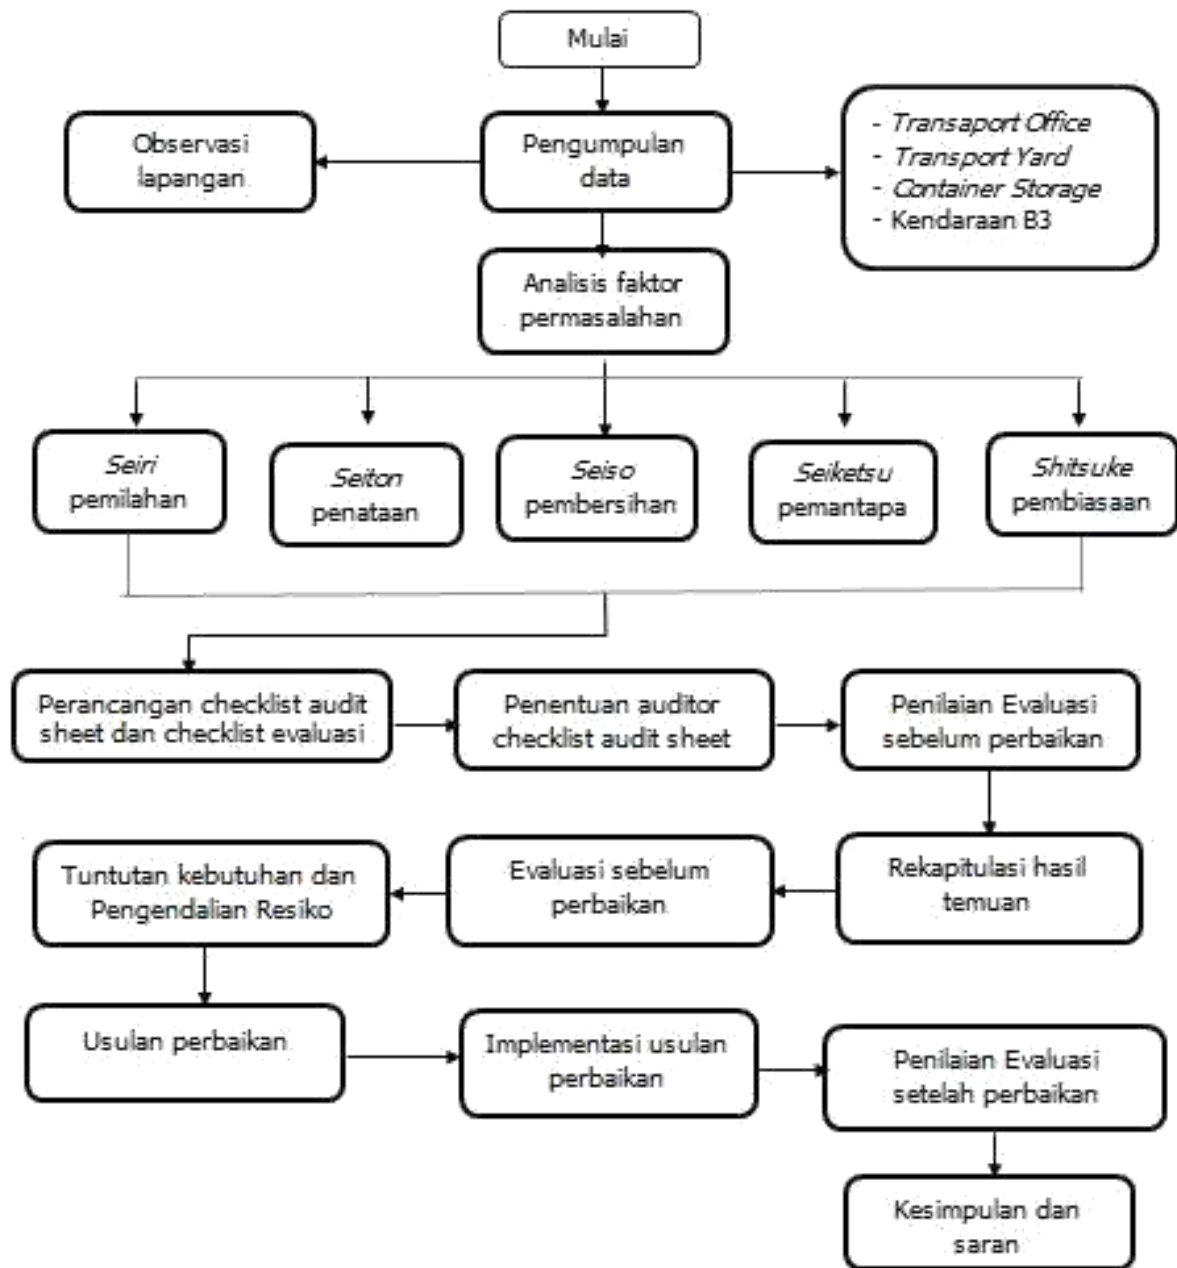 Mulai
Observasi
lapangan
Pengumpulan
data
- Transaport Office
- Transport Yard
- Container Storage
- Kendaraan B3
Analisis faktor
permasalahan
Seiri
pemilahan
Seiton
penataan
Seiso
pembersihan
Seiketsu
pemantapa
Shitsuke
pembiasaan
Perancangan checklist audit
sheet dan checklist evaluasi
Penentuan auditor
checklist audit sheet
Penilaian Evaluasi
sebelum perbaikan
Tuntutan kebutuhan dan
Pengendalian Resiko
Evaluasi sebelum
perbaikan
Rekapitulasi hasil
temuan
Usulan perbaikan
Implementasi usulan
perbaikan
Penilaian Evaluasi
setelah perbaikan
Kesimpulan dan
saran